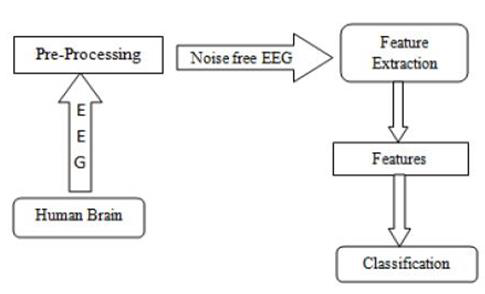 Pre-Processing
Noise free EEG
Feature
Extraction
E
E
G
Features
Human Brain
Classification